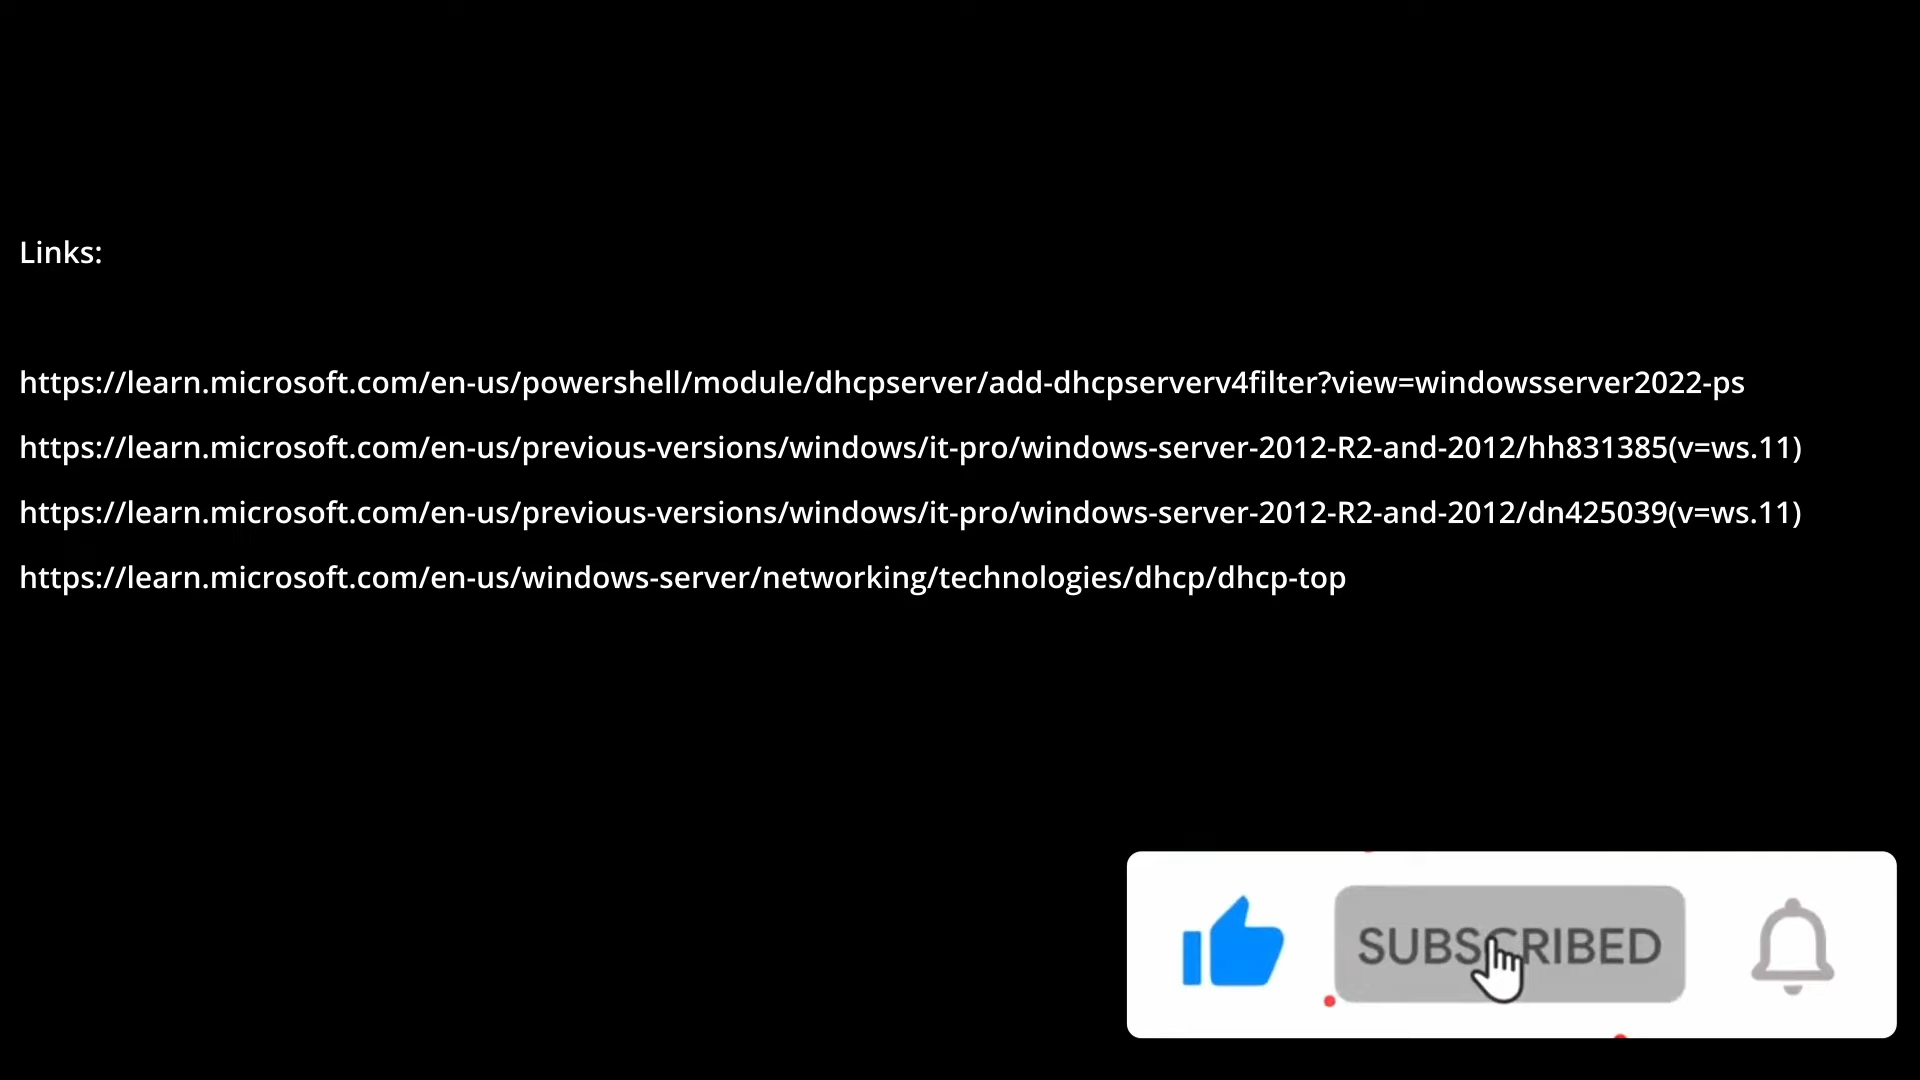 Links:
https://learn.microsoft.com/en-us/powershell/module/dhcpserver/add-dhcpserverv4filter?view=windowsserver2022-ps
https://learn.microsoft.com/en-us/previous-versions/windows/it-pro/windows-server-2012-R2-and-2012/hh831385(v=ws.11)
https://learn.microsoft.com/en-us/previous-versions/windows/it-pro/windows-server-2012-R2-and-2012/dn425039(v=ws.11)
https://learn.microsoft.com/en-us/windows-server/networking/technologies/dhcp/dhcp-top
SUBSCRIBED